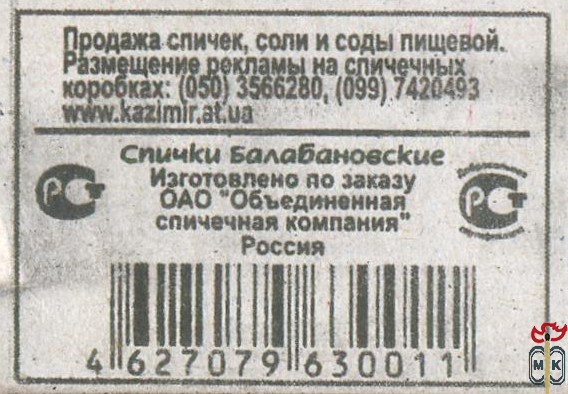 Продажа спичек, соли и соды пищевой.
Размещение рекламы на спичечных
коробках: (050) 3566280, (099) 7420493
www.kazimir.at.ua
Спички Балабановские
Изготовлено по заказу
ОАО "Объединенная
спичечная компания"
Россия
РСТ
РСТ
4 627079 630011
МК